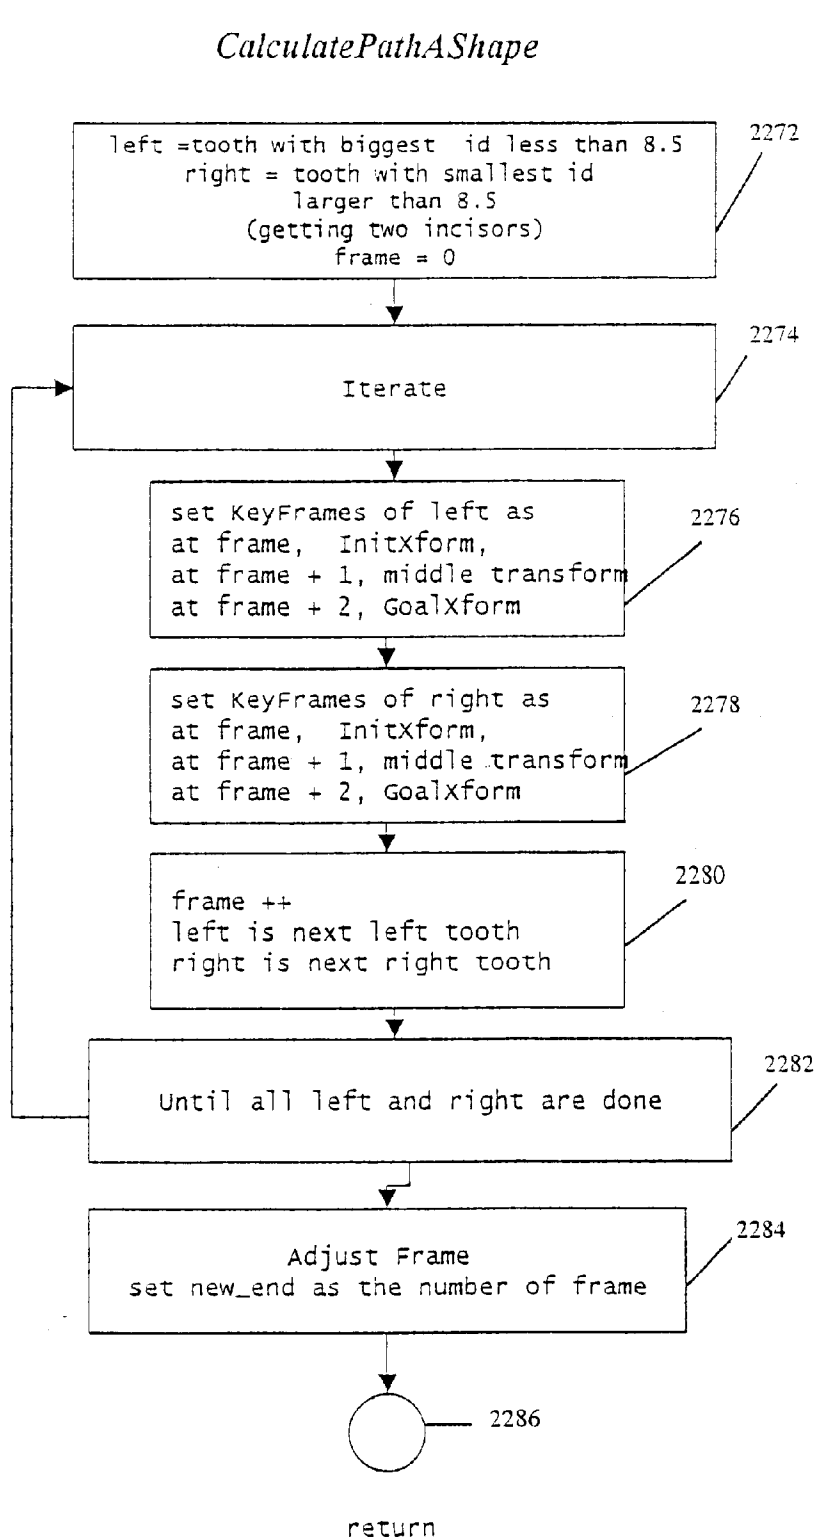 CalculatePathAShape
left =tooth with biggest id less than 8.5
right = tooth with smallest id
larger than 8.5
(getting two incisors)
frame = 0
2272
Iterate
2274
set KeyFrames of left as
at frame, InitXform,
at frame + 1, middle transform
at frame + 2, GoalXform
2276
set KeyFrames of right as
at frame, InitXform,
at frame + 1, middle transform
at frame + 2, GoalXform
2278
frame ++
left is next left tooth
right is next right tooth
2280
Until all left and right are done
2282
Adjust Frame
set new_end as the number of frame
2284
2286
return